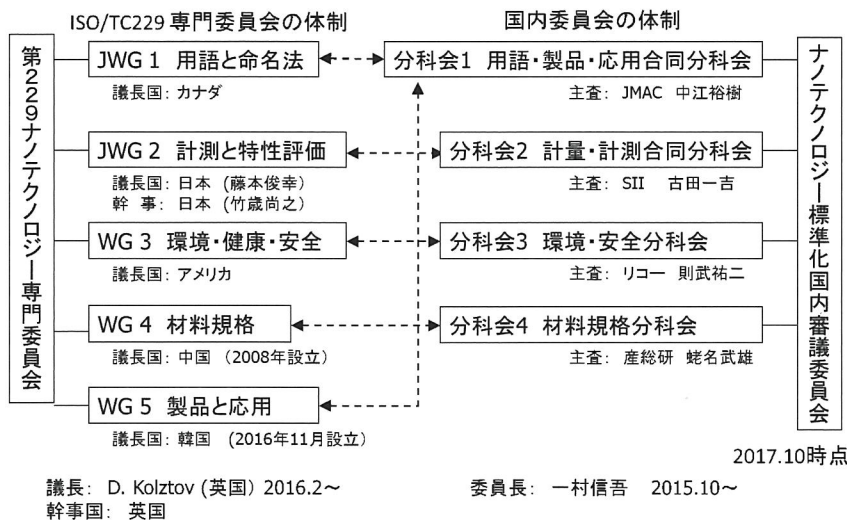 ISO/TC229 専門委員会の体制
国内委員会の体制
第229ナノテクノロジー専門委員会
JWG 1 用語と命名法
議長国: カナダ
JWG 2 計測と特性評価
議長国: 日本 (藤本俊幸)
幹 事: 日本 (竹歳尚之)
WG 3 環境・健康・安全
議長国: アメリカ
WG 4 材料規格
議長国: 中国 (2008年設立)
WG 5 製品と応用
議長国: 韓国 (2016年11月設立)
分科会1 用語・製品・応用合同分科会
主査: JMAC 中江裕樹
分科会2 計量・計測合同分科会
主査: SII 古田一吉
分科会3 環境・安全分科会
主査: リコー 則武祐二
分科会4 材料規格分科会
主査: 産総研 蛯名武雄
ナノテクノロジー標準化国内審議委員会
2017.10時点
議長: D. Kolztov (英国) 2016.2～
幹事国: 英国
委員長: 一村信吾 2015.10～